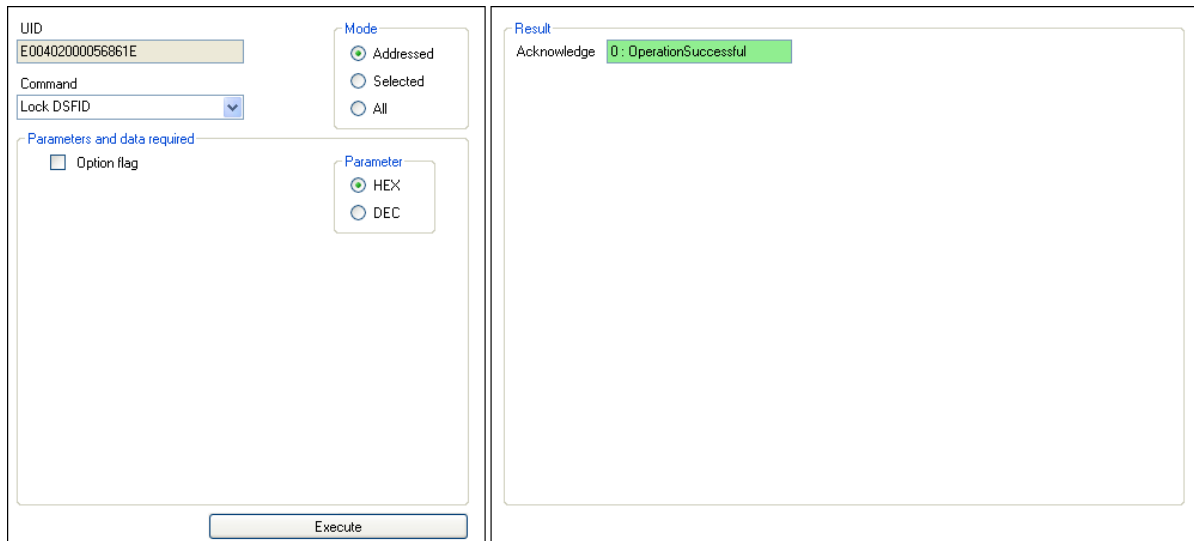 UID
E00402000056861E
Command
Lock DSFID
Mode
Addressed
Selected
All
Parameters and data required
Option flag
Parameter
HEX
DEC
Execute
Result
Acknowledge 0 : OperationSuccessful